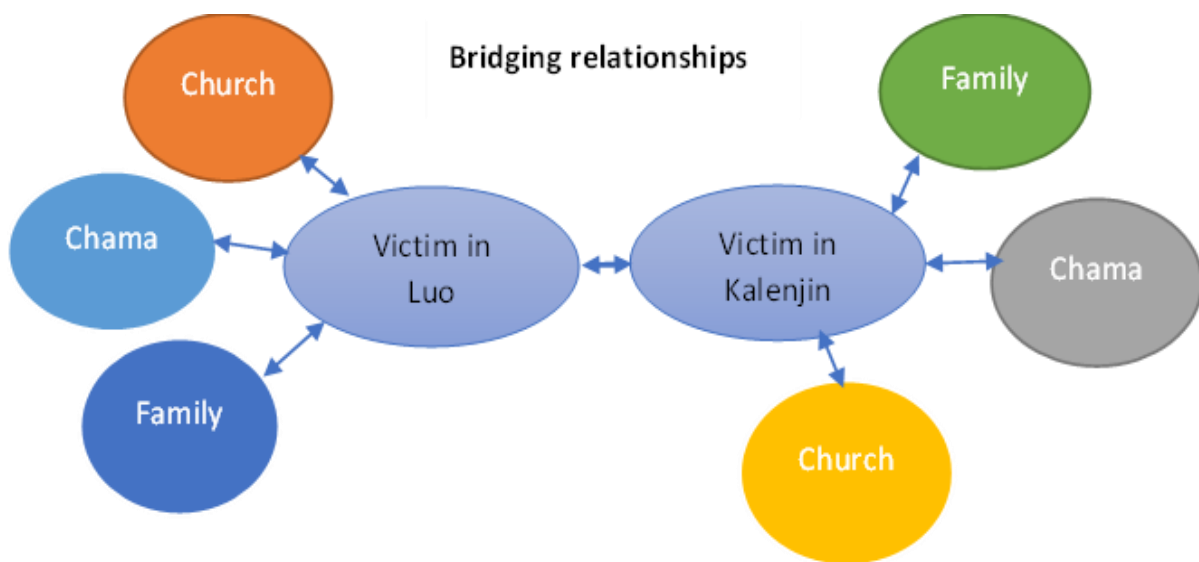 Bridging relationships
Church
Chama
Family
Victim in
Luo
Victim in
Kalenjin
Family
Chama
Church